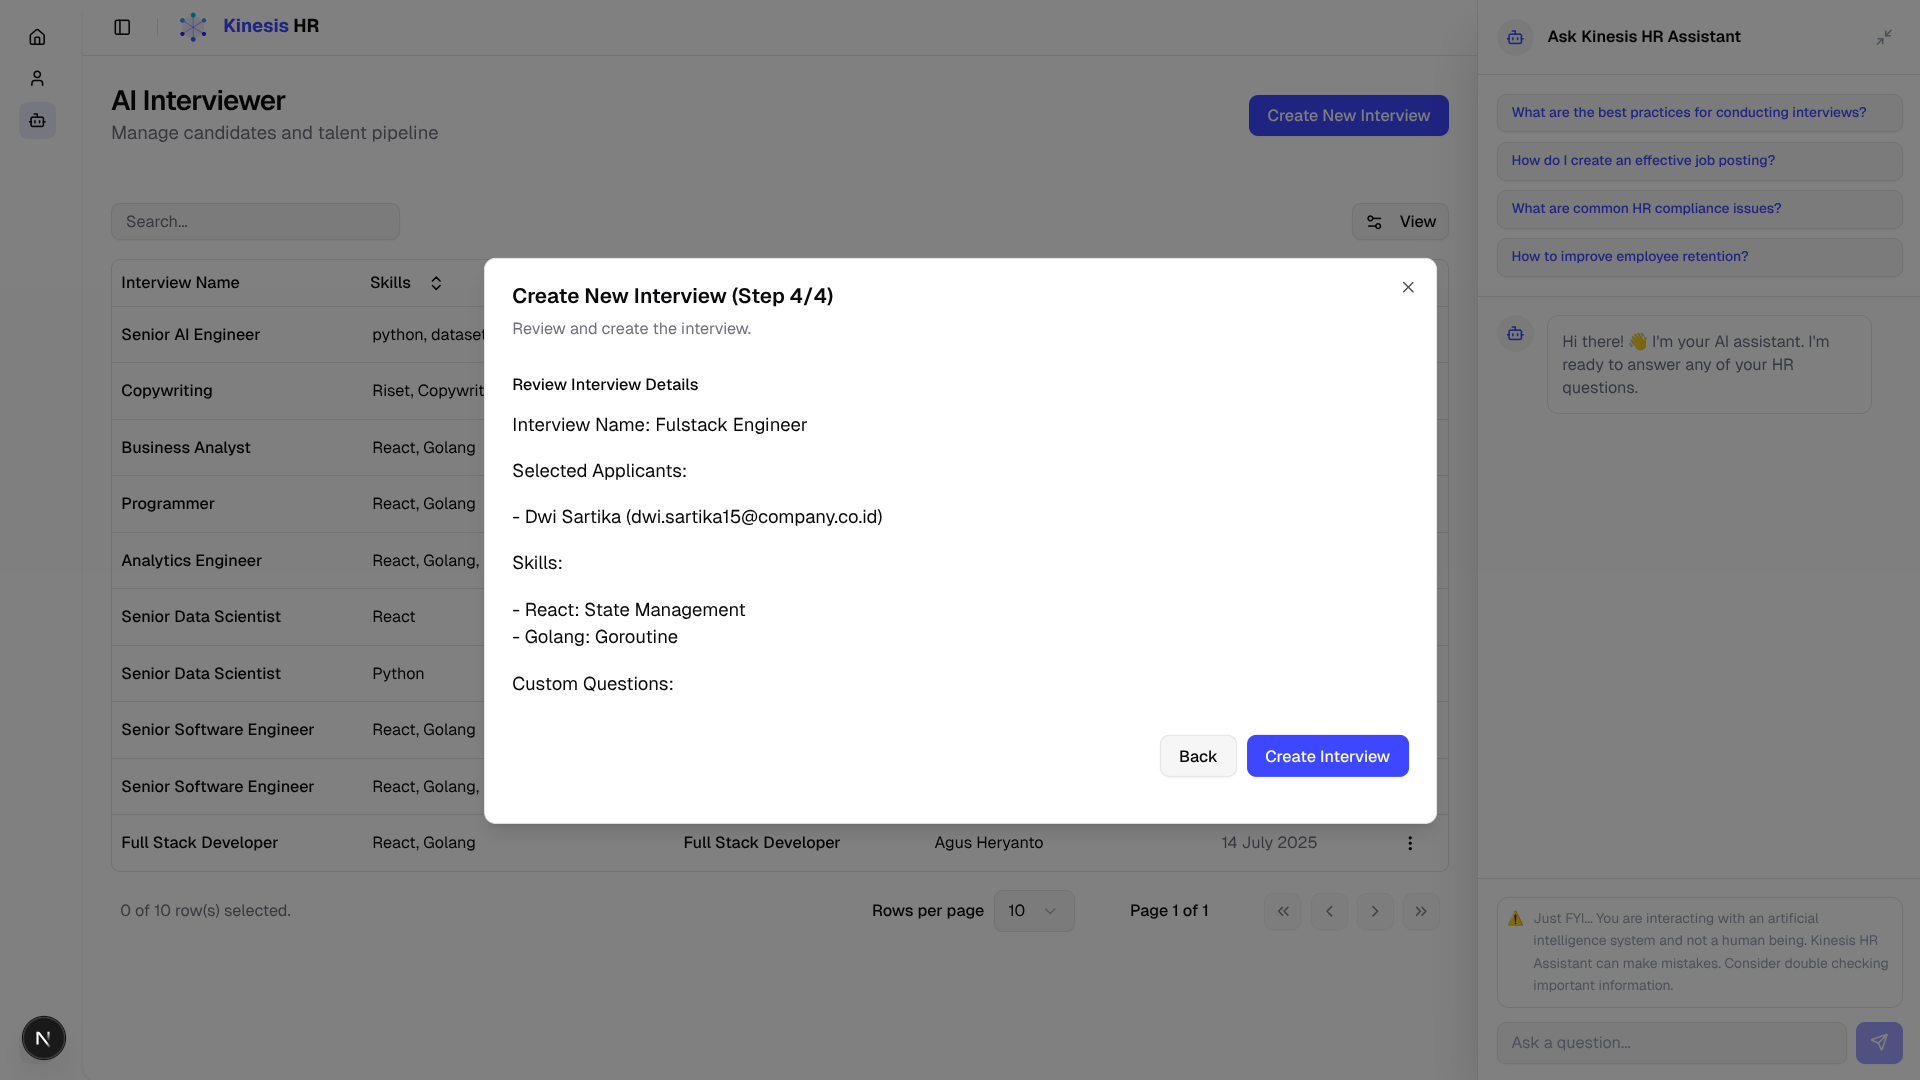 Kinesis HR
AI Interviewer
Manage candidates and talent pipeline
Create New Interview
Search...
View
Interview Name
Skills
Senior AI Engineer
python, dataset
Copywriting
Riset, Copywrit
Business Analyst
React, Golang
Programmer
React, Golang
Analytics Engineer
React, Golang,
Senior Data Scientist
React
Senior Data Scientist
Python
Senior Software Engineer
React, Golang
Senior Software Engineer
React, Golang,
Full Stack Developer
React, Golang
Full Stack Developer
Agus Heryanto
14 July 2025
0 of 10 row(s) selected.
Rows per page
10
Page 1 of 1
Create New Interview (Step 4/4)
Review and create the interview.
Review Interview Details
Interview Name: Fulstack Engineer
Selected Applicants:
- Dwi Sartika (dwi.sartika15@company.co.id)
Skills:
- React: State Management
- Golang: Goroutine
Custom Questions:
Back
Create Interview
Ask Kinesis HR Assistant
What are the best practices for conducting interviews?
How do I create an effective job posting?
What are common HR compliance issues?
How to improve employee retention?
Hi there! 👋 I'm your AI assistant. I'm
ready to answer any of your HR
questions.
⚠️ Just FYI... You are interacting with an artificial
intelligence system and not a human being. Kinesis HR
Assistant can make mistakes. Consider double checking
important information.
Ask a question...
N